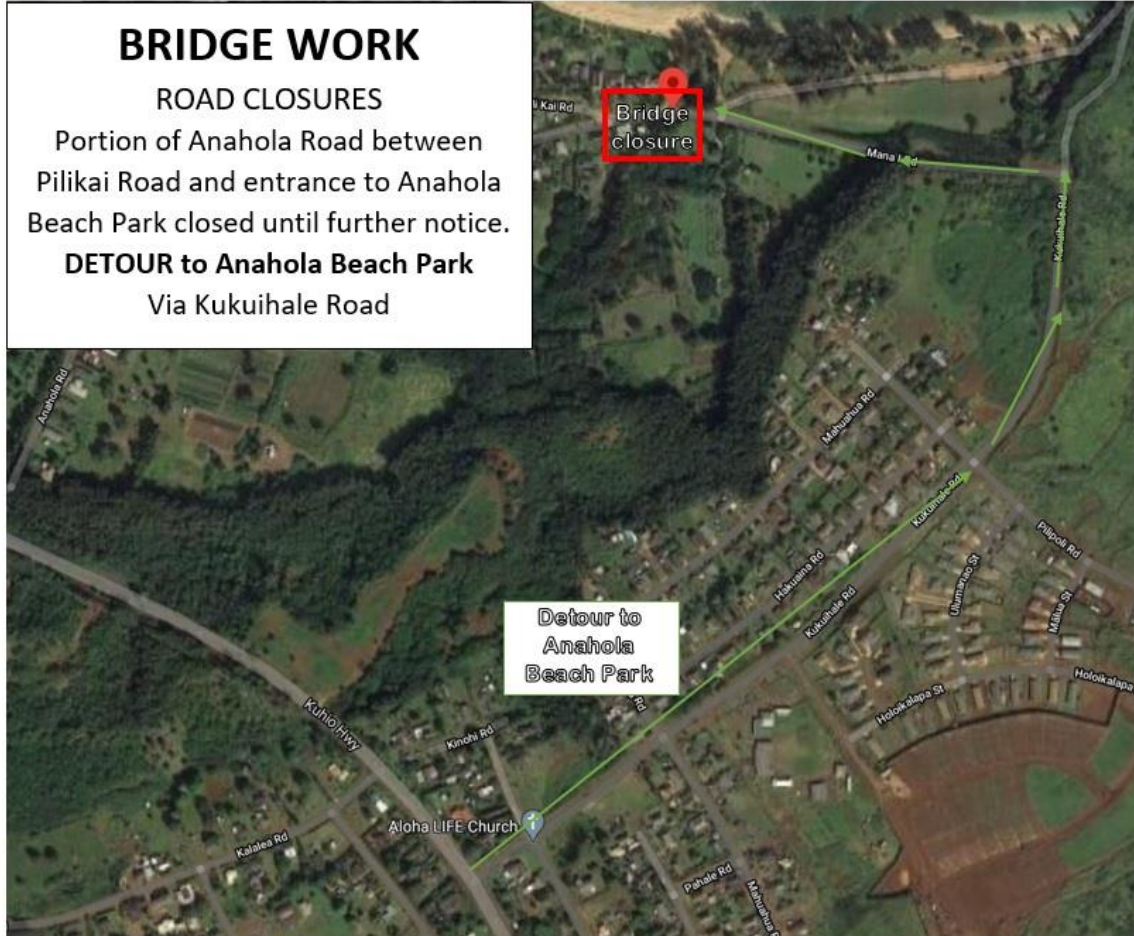 BRIDGE WORK
ROAD CLOSURES
Portion of Anahola Road between
Pilikai Road and entrance to Anahola
Beach Park closed until further notice.
DETOUR to Anahola Beach Park
Via Kukuihale Road
Kai Rd
Bridge
closure
Mana
Kukuihale Rd
Anahola Rd
Mahuahua Rd
Kukuihale Rd
Pilipoli Rd
Hakuaina Rd
Ulumanao St
Kukuihale Rd
Malua St
Detour to
Anahola
Beach Park
Rd
Holoikalapa
Holoikalapa St
Kuhio Hwy
Kinohi Rd
Aloha LIFE Church
Kalalea Rd
Pahale Rd
Mahuahua